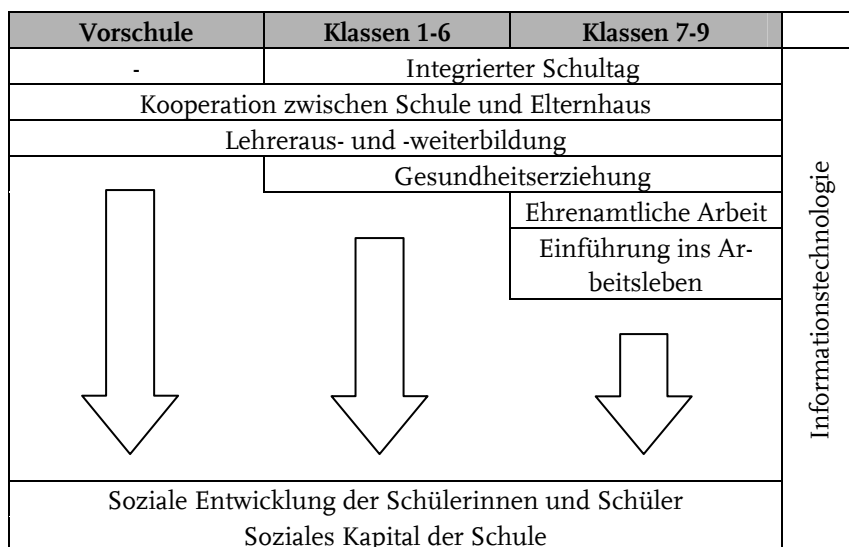 Vorschule Klassen 1-6 Klassen 7-9
- Integrierter Schultag
Kooperation zwischen Schule und Elternhaus
Lehreraus- und -weiterbildung
Gesundheitserziehung
Ehrenamtliche Arbeit
Einführung ins Ar-
beitsleben
Informationstechnologie
Soziale Entwicklung der Schülerinnen und Schüler
Soziales Kapital der Schule